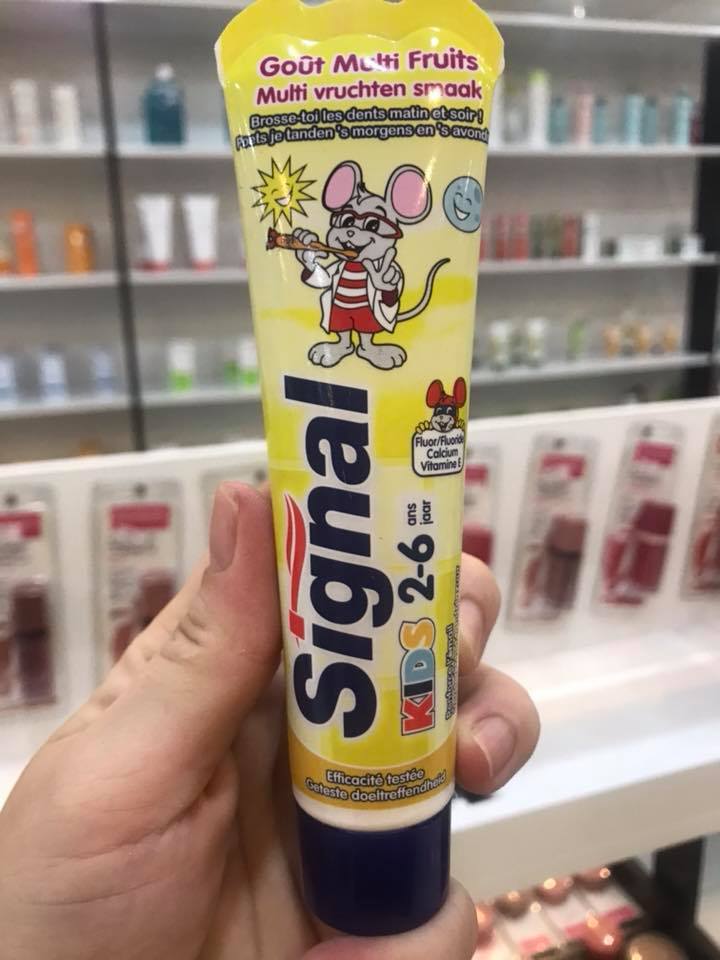 Goût Multi Fruits
Multi vruchten smaak
Brosse-toi les dents matin et soir !
Poets je tanden 's morgens en 's avonds
Fluor/Fluoride
Calcium
Vitamine E
Signal
KIDS 2-6 ans
jaar
Efficacité testée
Geteste doeltreffendheid